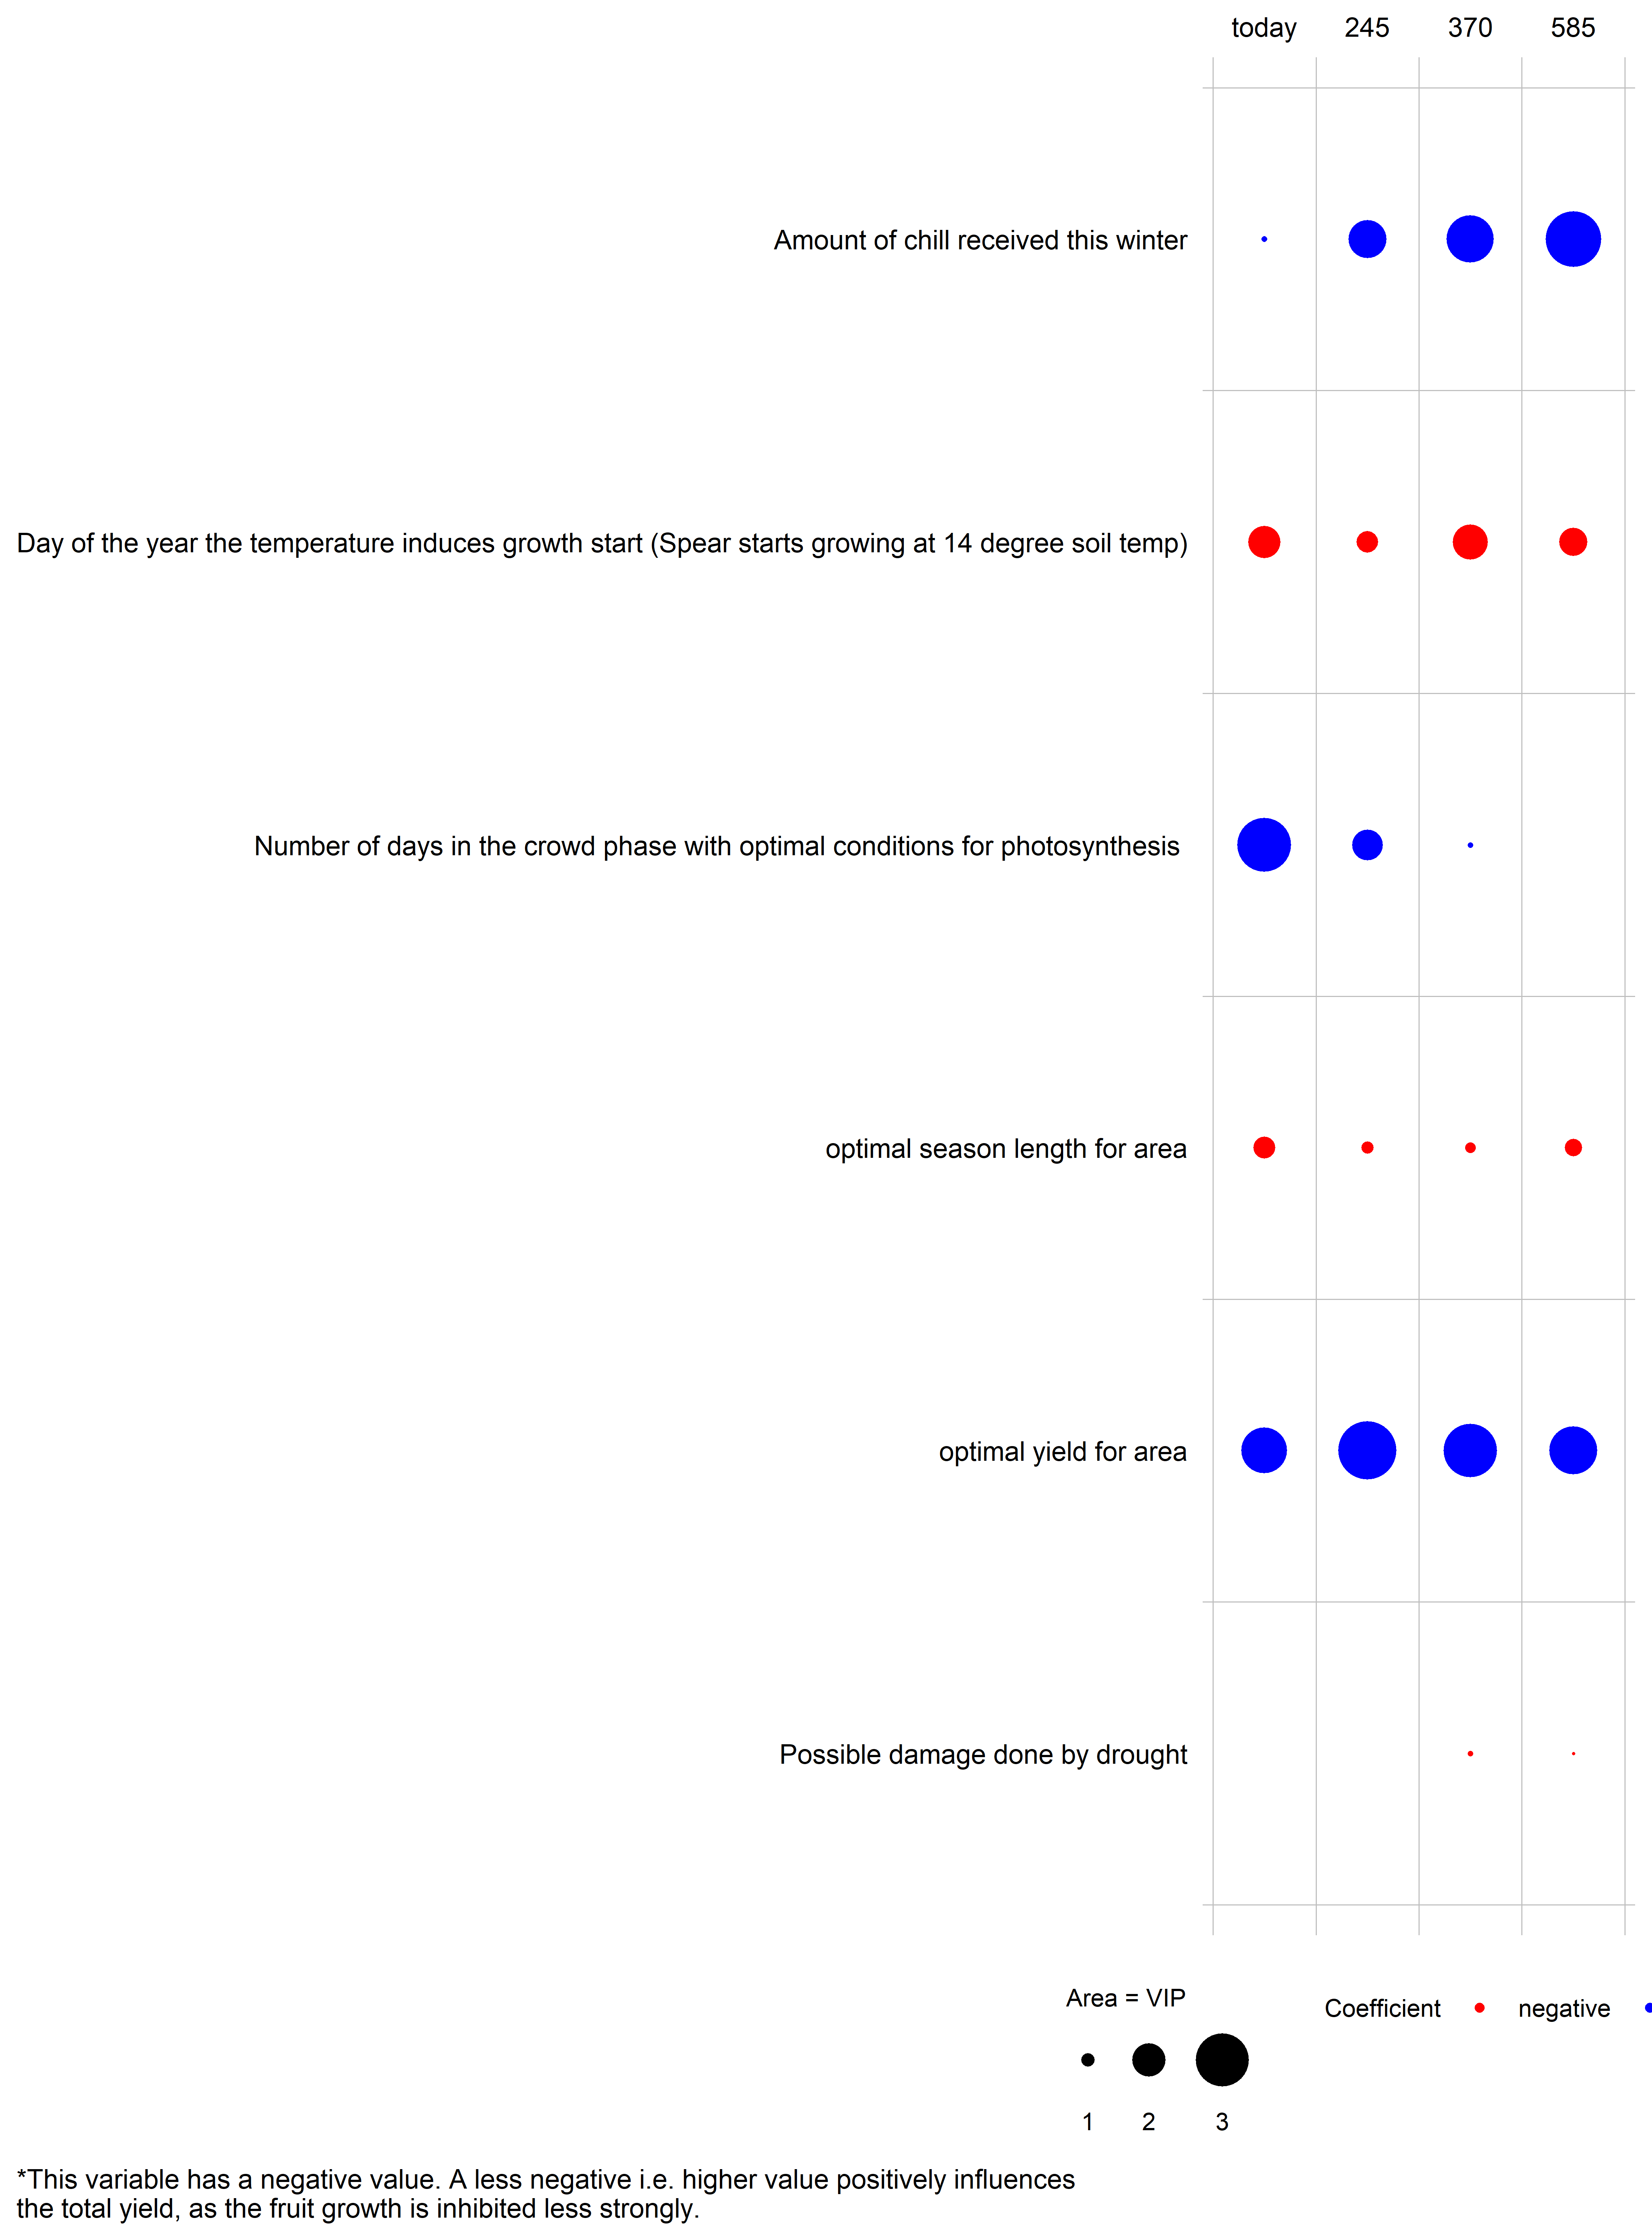 today 245 370 585
Amount of chill received this winter
Day of the year the temperature induces growth start (Spear starts growing at 14 degree soil temp)
Number of days in the crowd phase with optimal conditions for photosynthesis
optimal season length for area
optimal yield for area
Possible damage done by drought
Area = VIP
1 2 3
Coefficient negative
*This variable has a negative value. A less negative i.e. higher value positively influences
the total yield, as the fruit growth is inhibited less strongly.